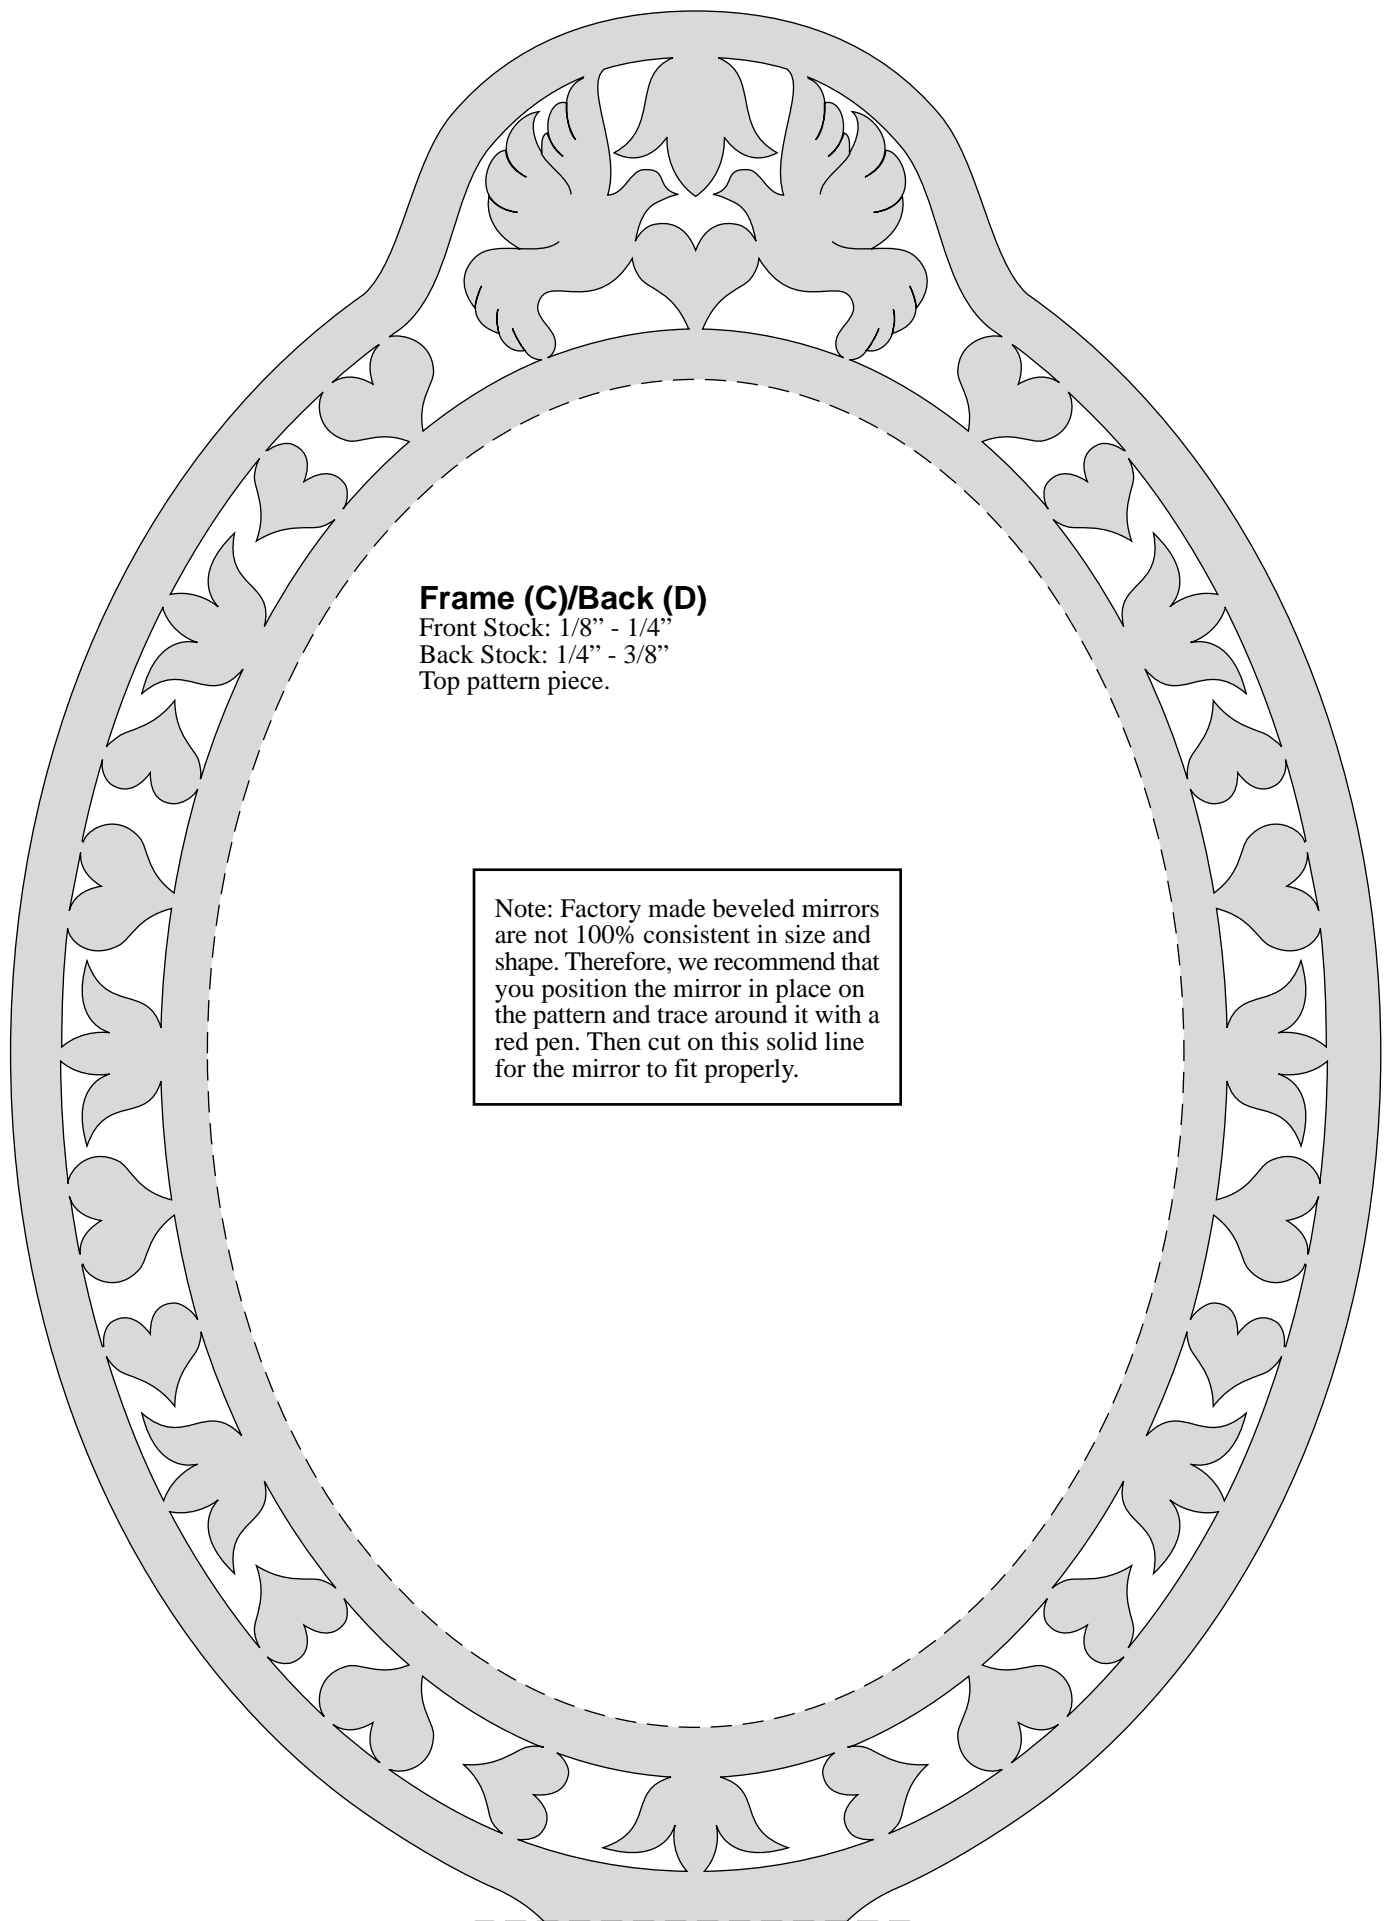 Frame (C)/Back (D)
Front Stock: 1/8” - 1/4”
Back Stock: 1/4” - 3/8”
Top pattern piece.
Note: Factory made beveled mirrors
are not 100% consistent in size and
shape. Therefore, we recommend that
you position the mirror in place on
the pattern and trace around it with a
red pen. Then cut on this solid line
for the mirror to fit properly.